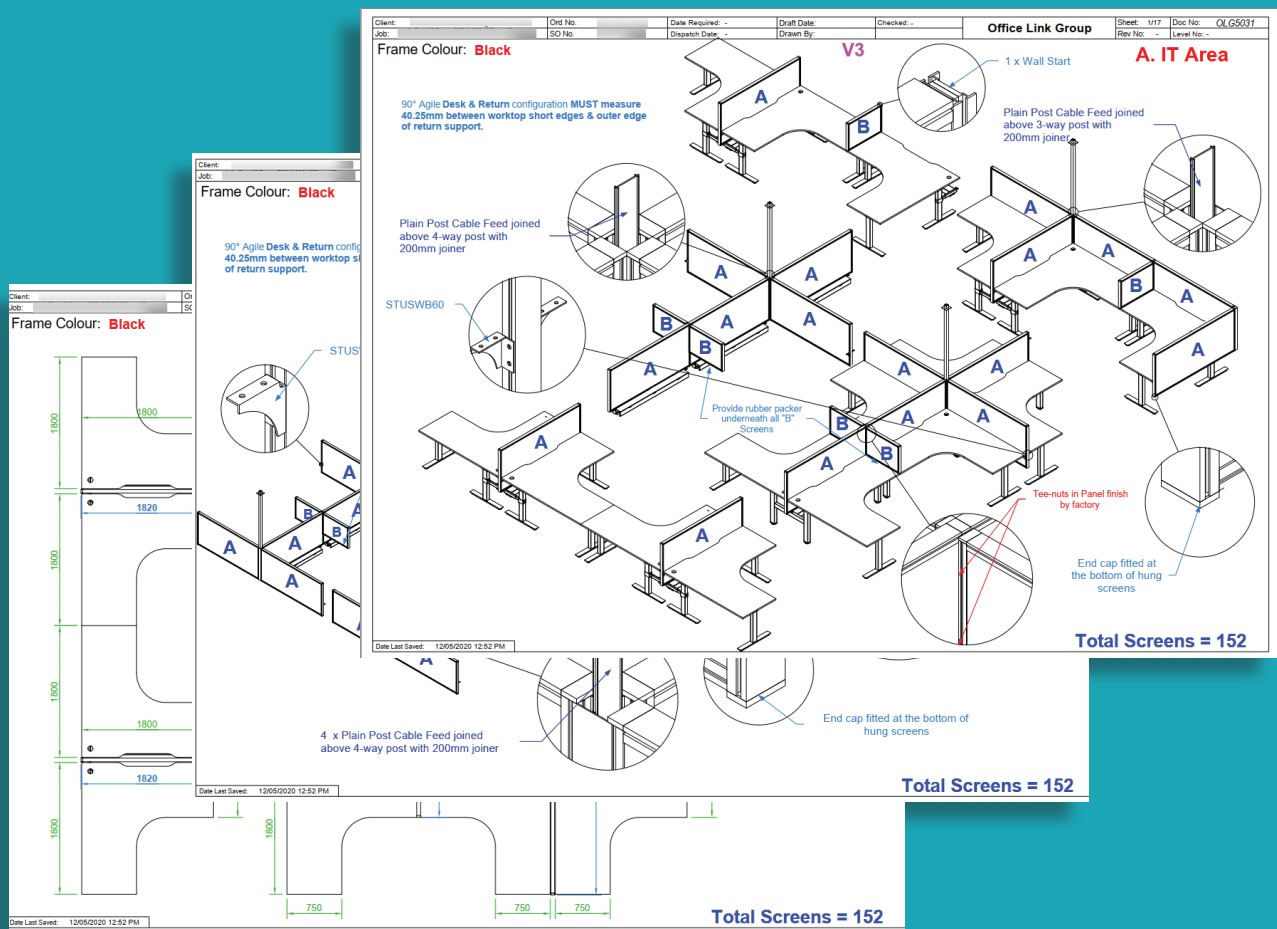 Client:
Ord No.
Date Required: -
Draft Date:
Checked: -
Office Link Group
Sheet: 1/17
Doc No: OLG5031
Job:
SO No.
Dispatch Date: -
Drawn By:
Rev No: -
Level No: -
Frame Colour: Black
V3
A. IT Area
90° Agile Desk & Return configuration MUST measure
40.25mm between worktop short edges & outer edge
of return support.
1 x Wall Start
Plain Post Cable Feed joined
above 3-way post with
200mm joiner
Plain Post Cable Feed joined
above 4-way post with
200mm joiner
STUSWB60
Provide rubber packer
underneath all "B"
Screens
Tee-nuts in Panel finish
by factory
End cap fitted at
the bottom of hung
screens
A
B
A
A
A
B
A
A
A
A
B
A
A
B
A
A
A
A
B
A
B
A
A
A
Date Last Saved: 12/05/2020 12:52 PM
Total Screens = 152
Client:
Job:
Frame Colour: Black
90° Agile Desk & Return
40.25mm between worktop
of return support.
A
B
B
A
A
A
A
4 x Plain Post Cable Feed joined
above 4-way post with 200mm joiner
End cap fitted at the bottom of
hung screens
Date Last Saved: 12/05/2020 12:52 PM
Total Screens = 152
Client:
Job:
Frame Colour: Black
1800
1800
1820
1800
1800
1800
1820
1800
1800
750
750
750
Date Last Saved: 12/05/2020 12:52 PM
Total Screens = 152